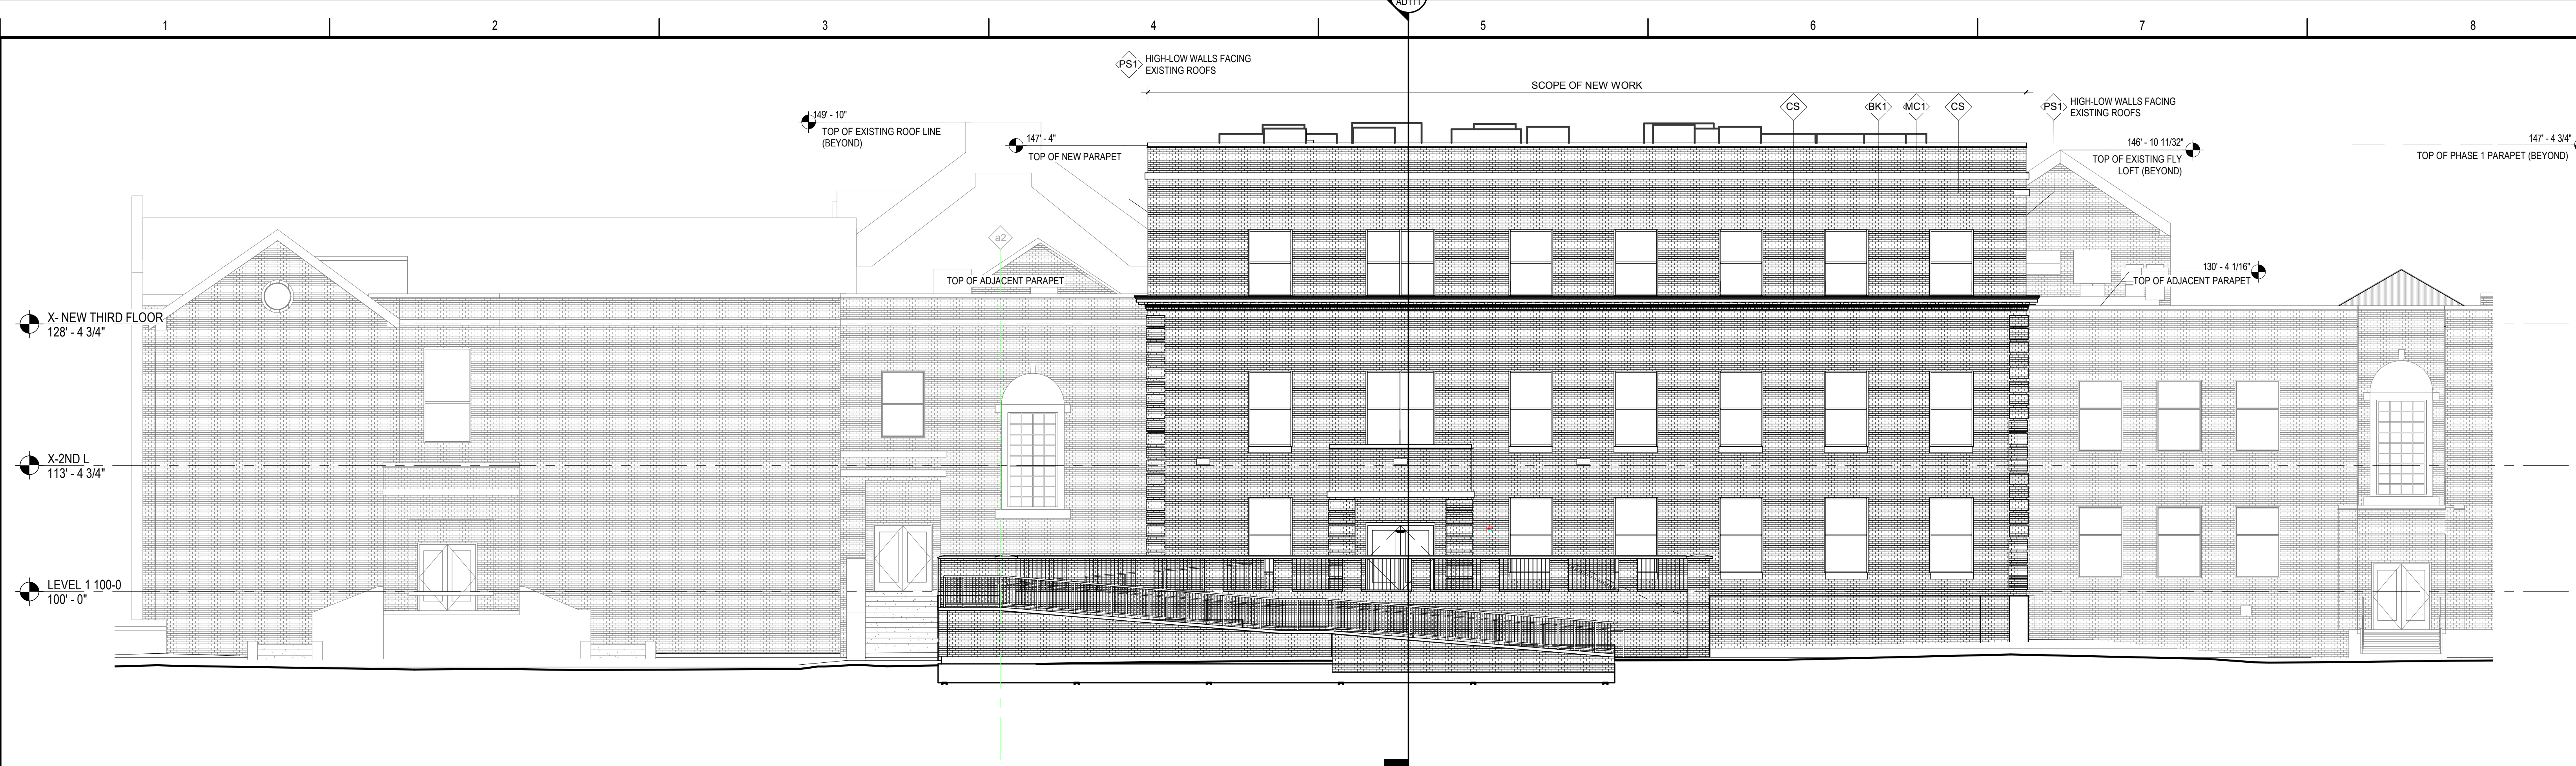 AD111
1 2 3 4 5 6 7 8
PS1
HIGH-LOW WALLS FACING
EXISTING ROOFS
SCOPE OF NEW WORK
CS
BK1
MC1
CS
PS1
HIGH-LOW WALLS FACING
EXISTING ROOFS
149' - 10"
TOP OF EXISTING ROOF LINE
(BEYOND)
147' - 4"
TOP OF NEW PARAPET
146' - 10 11/32"
TOP OF EXISTING FLY
LOFT (BEYOND)
147' - 4 3/4"
TOP OF PHASE 1 PARAPET (BEYOND)
a2
TOP OF ADJACENT PARAPET
130' - 4 1/16"
TOP OF ADJACENT PARAPET
X- NEW THIRD FLOOR
128' - 4 3/4"
X-2ND L
113' - 4 3/4"
LEVEL 1 100-0
100' - 0"